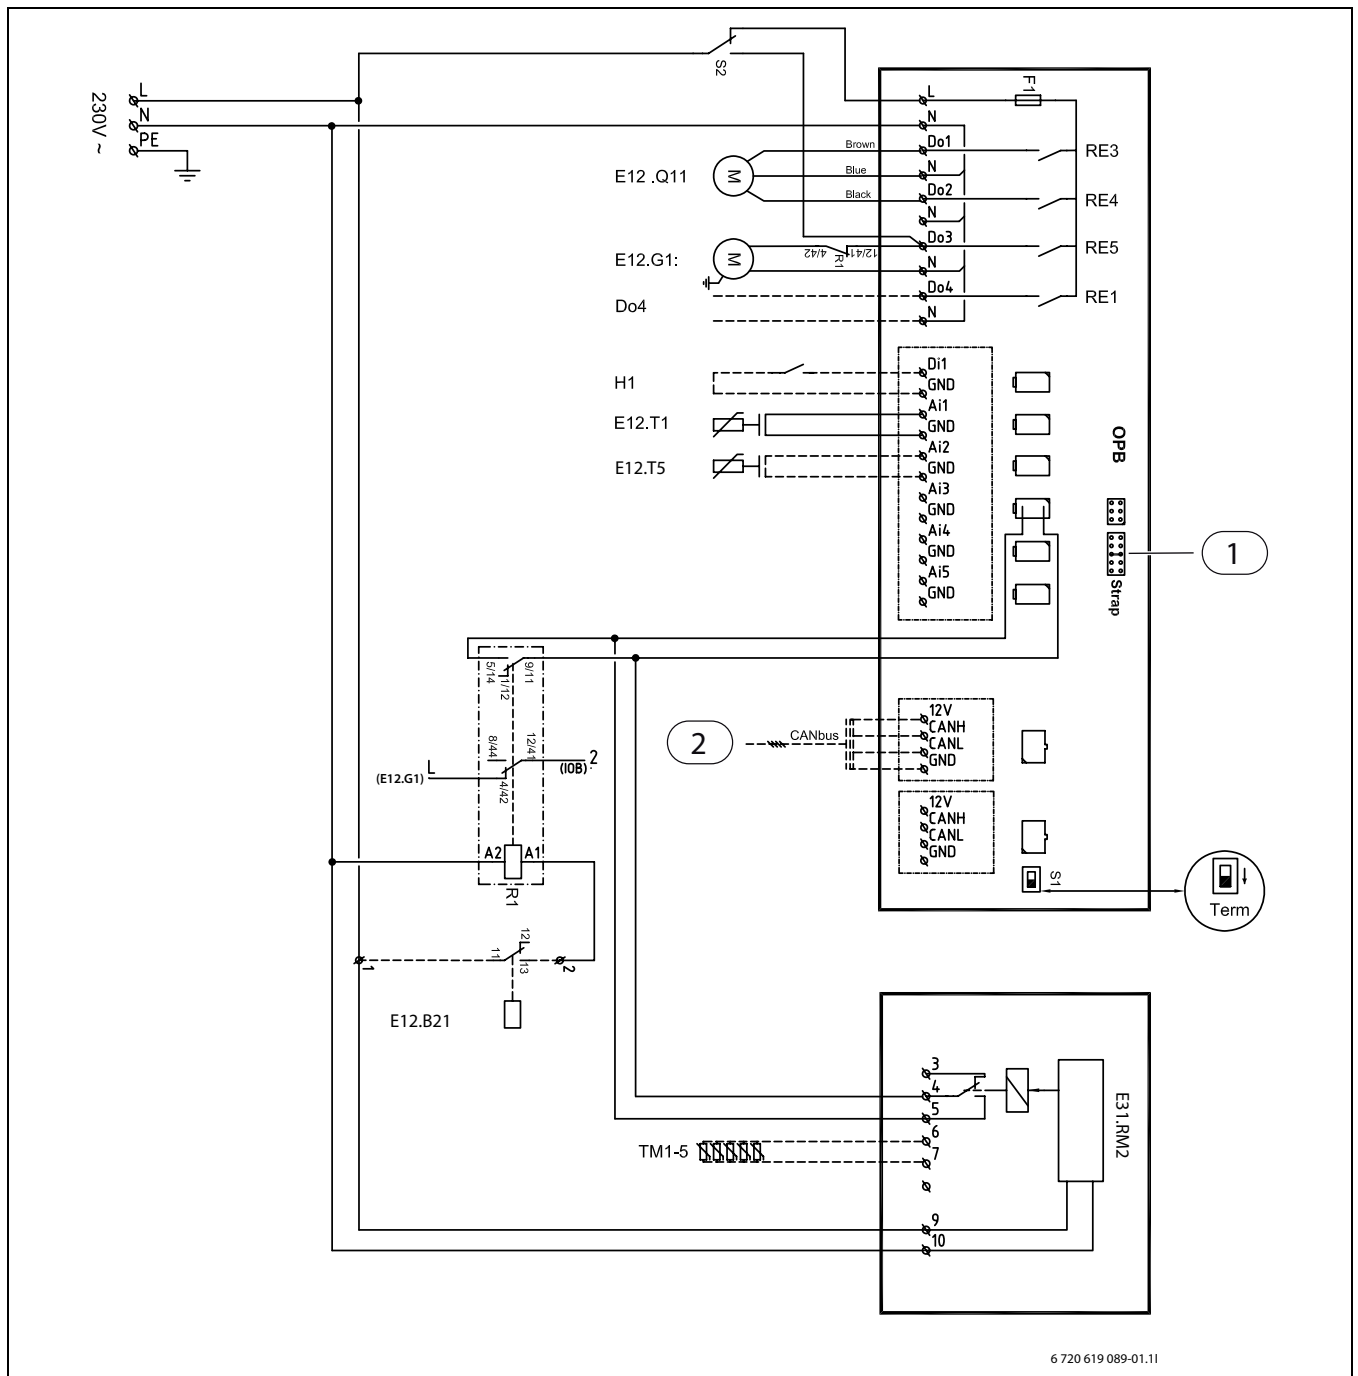 230V ~
L
N
PE
S2
F1
L
N
Do1
N
Do2
N
Do3
N
Do4
N
Brown
Blue
Black
RE3
RE4
RE5
RE1
E12 .Q11
M
E12.G1:
M
4/42
R1
12/41
Do4
H1
E12.T1
E12.T5
Di1
GND
Ai1
GND
Ai2
GND
Ai3
GND
Ai4
GND
Ai5
GND
OPB
Strap
1
5/14
1/12
9/11
8/44
12/41
4/42
L
(E12.G1)
2
(IOB)
A2
A1
R1
2
CANbus
12V
CANH
CANL
GND
12V
CANH
CANL
GND
S1
Term
1
11
12
13
2
E12.B21
3
4
5
6
7
9
10
TM1-5
E31.RM2
6 720 619 089-01.1I